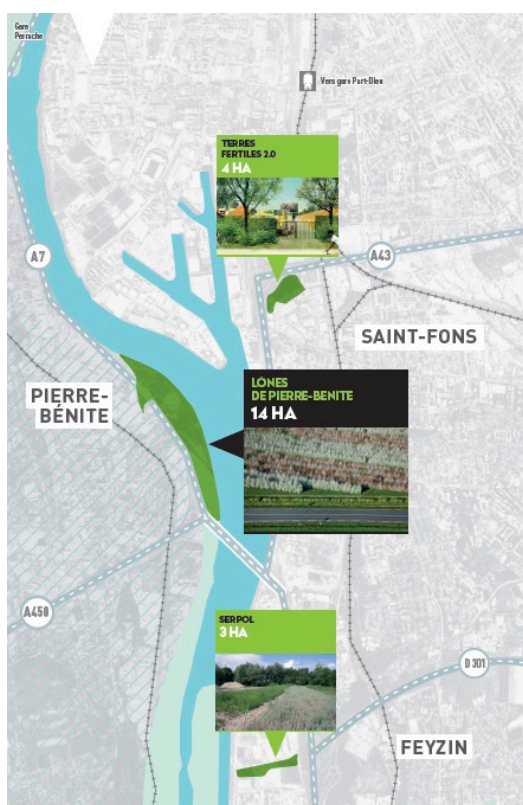 Gare
Perrache
Vers gare Part-Dieu
TERRES
FERTILES 2.0
4 HA
A7
A43
SAINT-FONS
PIERRE-
BÉNITE
LÔNES
DE PIERRE-BENITE
14 HA
SERPOL
3 HA
A450
D 301
FEYZIN